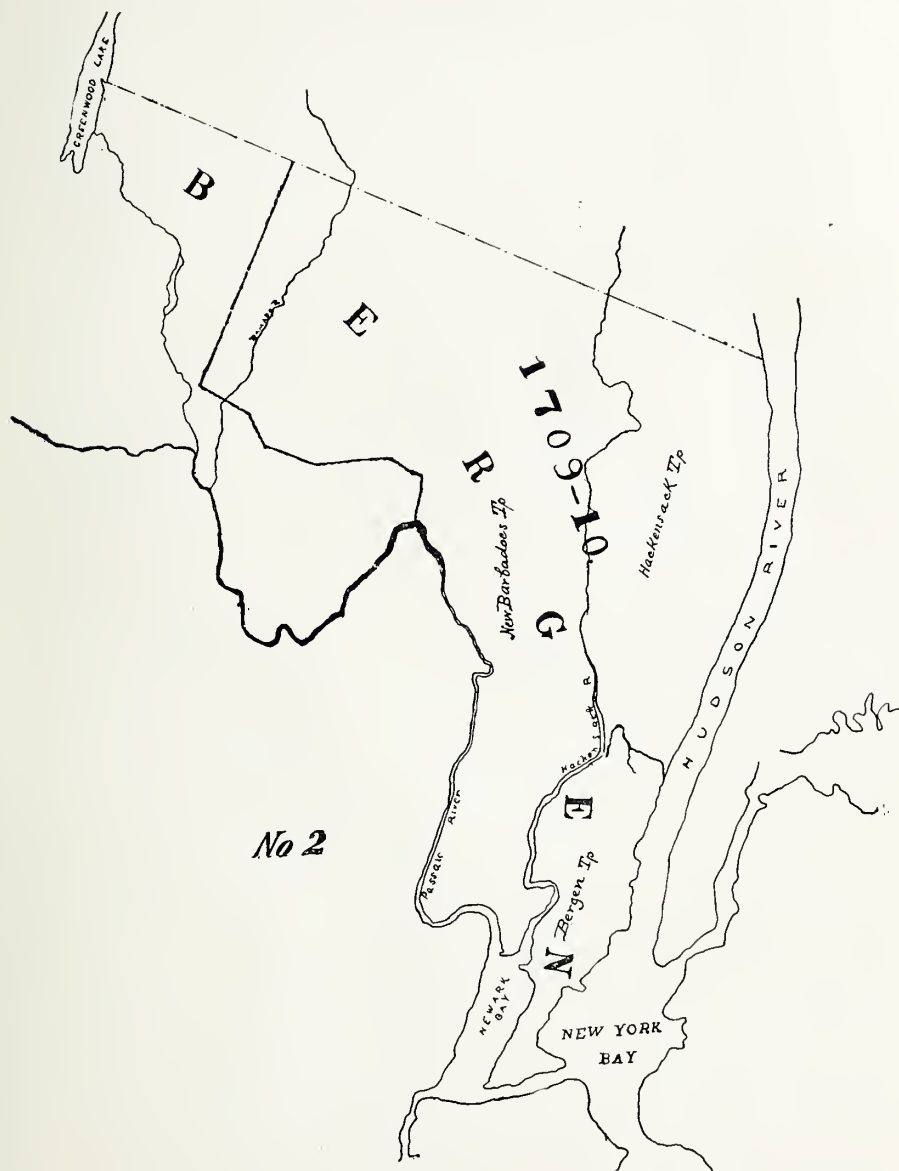 GREENWOOD LAKE
B
E
R
G
E
N
RAMAPO R
1709-10
New Barbadoes Tp
Hackensack Tp
HUDSON RIVER
Hackensack R
Passaic River
Bergen Tp
No 2
NEWARK
BAY
NEW YORK
BAY